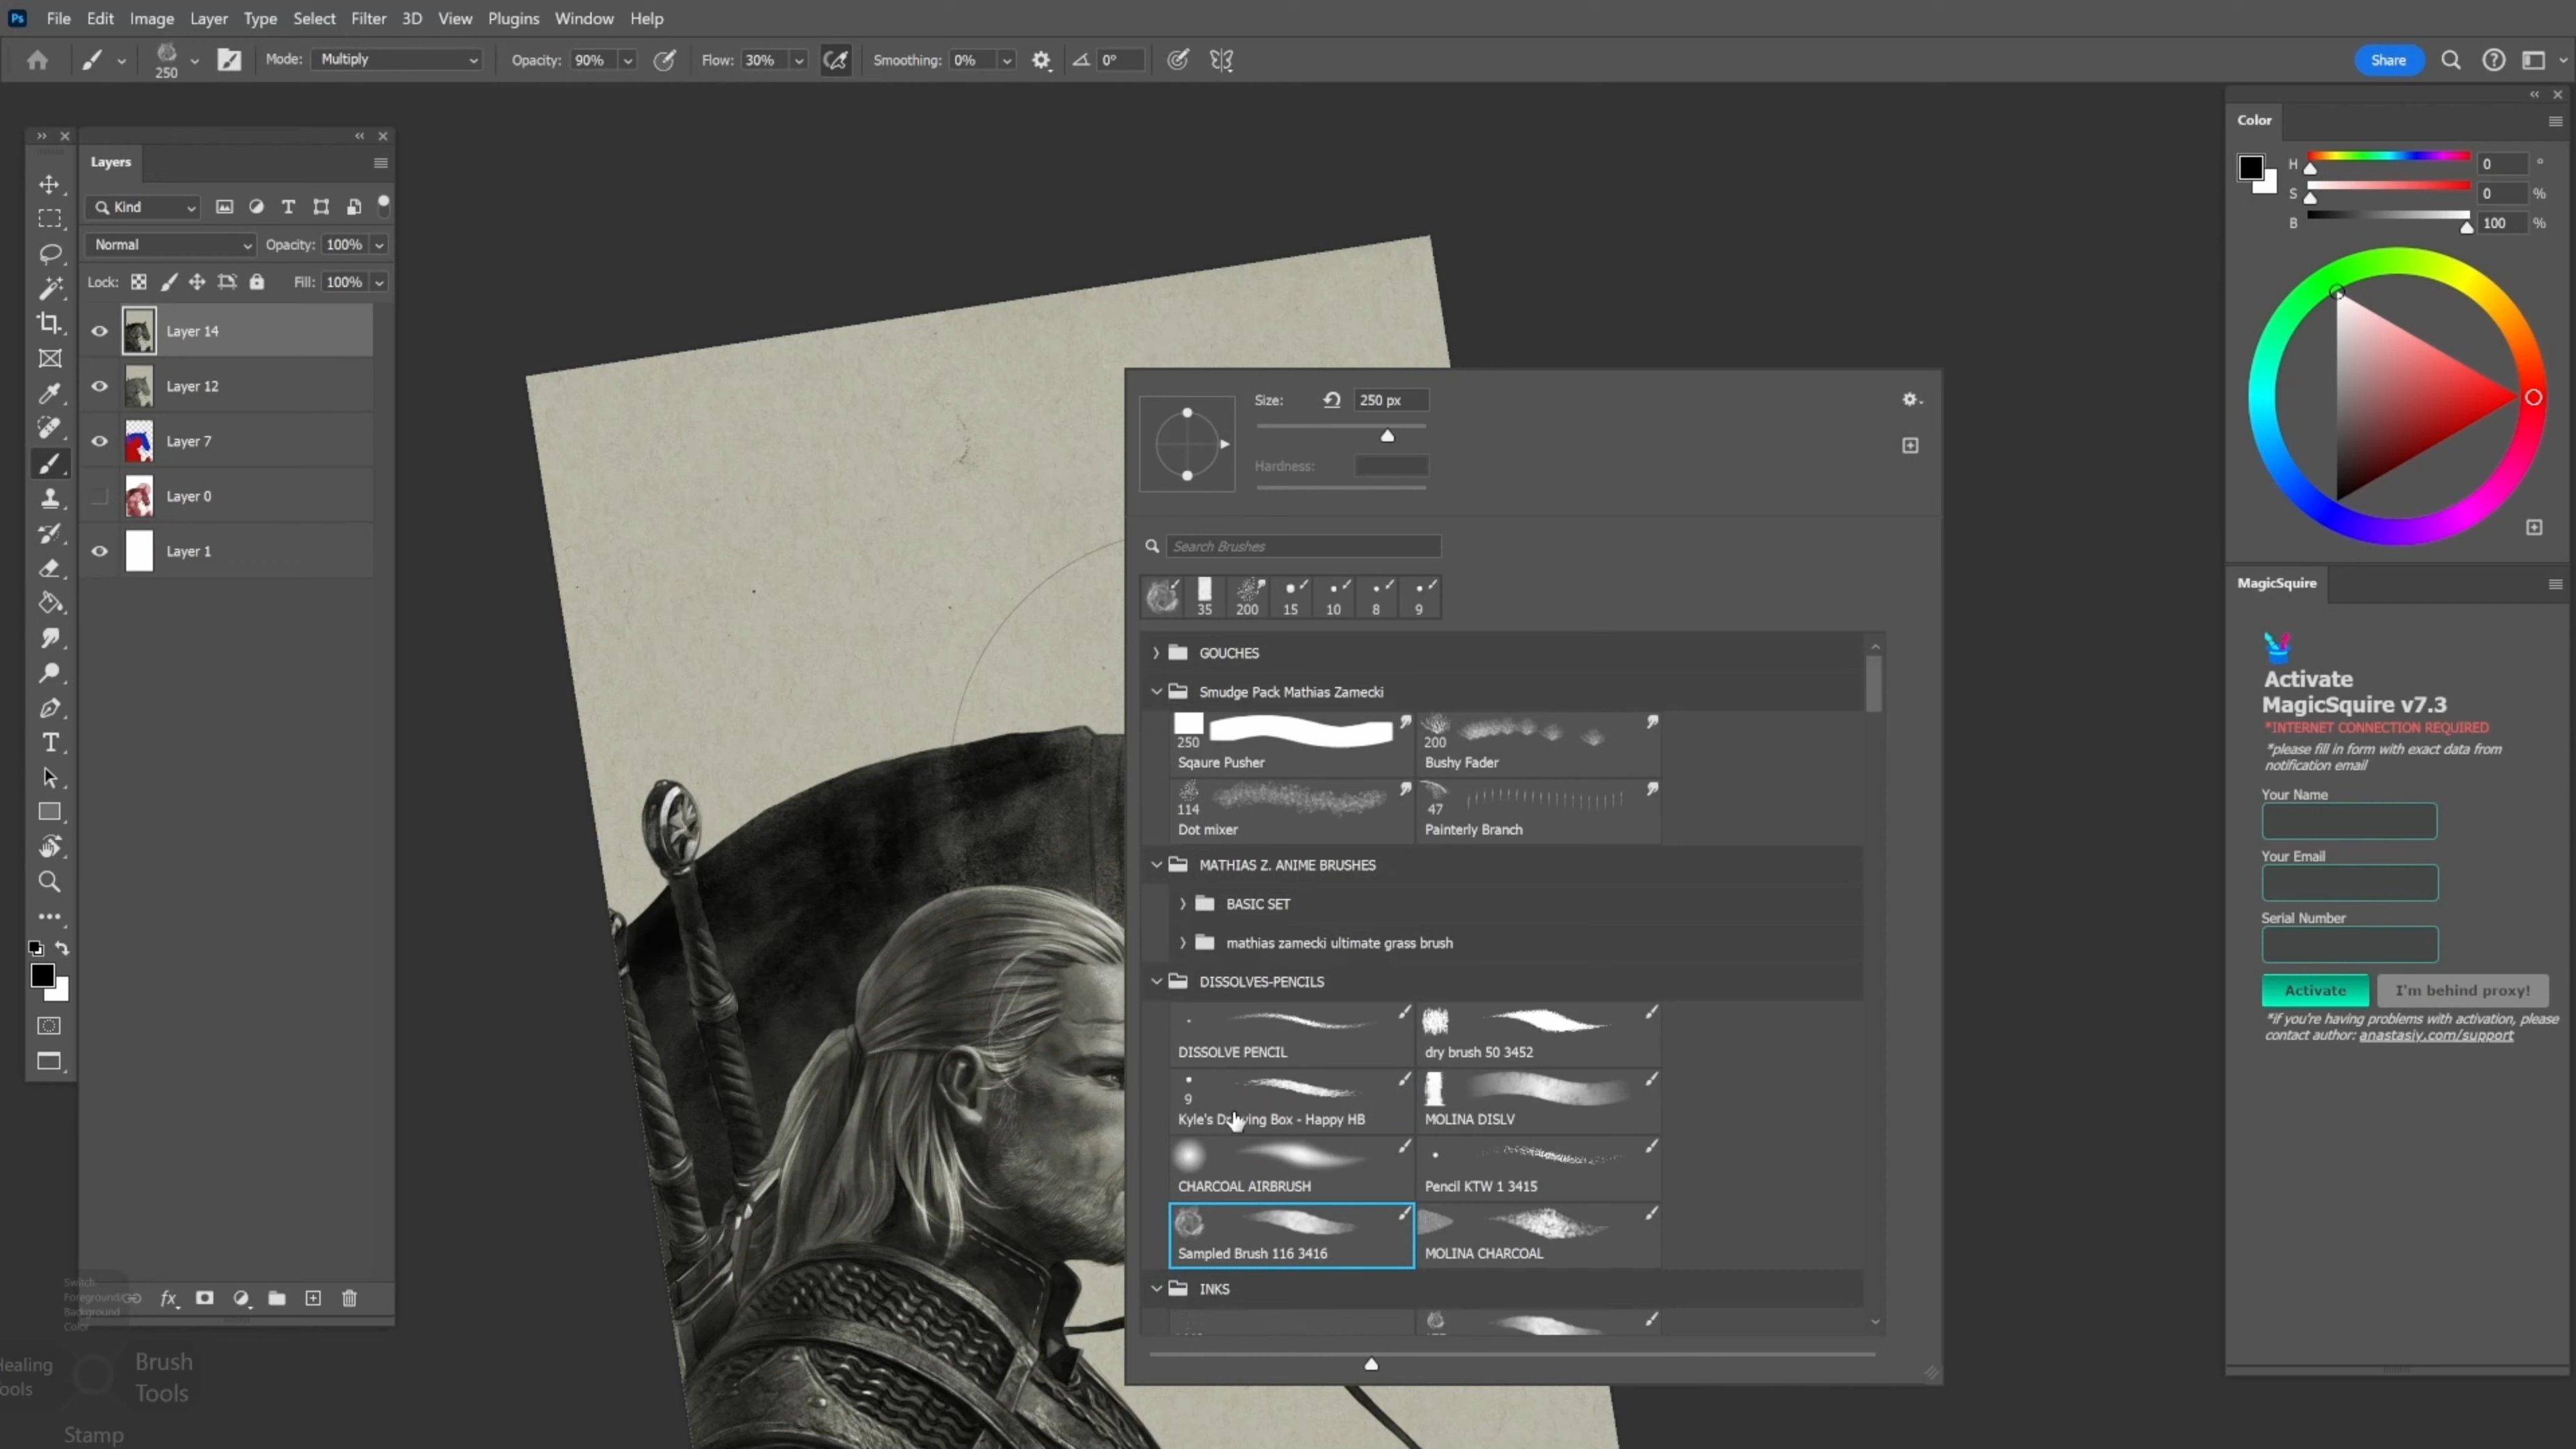 Ps File Edit Image Layer Type Select Filter 3D View Plugins Window Help
250 Mode: Multiply Opacity: 90% Flow: 30% Smoothing: 0% 0° Share
Layers
Kind
Normal Opacity: 100%
Lock: Fill: 100%
Layer 14
Layer 12
Layer 7
Layer 0
Layer 1
Switch
Foreground/
Background
Color
fx
Healing
Tools
Brush
Tools
Stamp
Size: 250 px
Hardness:
Search Brushes
35 200 15 10 8 9
GOUCHES
Smudge Pack Mathias Zamecki
250 200
Sqaure Pusher Bushy Fader
114 47
Dot mixer Painterly Branch
MATHIAS Z. ANIME BRUSHES
BASIC SET
mathias zamecki ultimate grass brush
DISSOLVES-PENCILS
DISSOLVE PENCIL dry brush 50 3452
9
Kyle's Drawing Box - Happy HB MOLINA DISLV
CHARCOAL AIRBRUSH Pencil KTW 1 3415
Sampled Brush 116 3416 MOLINA CHARCOAL
INKS
Color
H 0 °
S 0 %
B 100 %
MagicSquire
Activate
MagicSquire v7.3
*INTERNET CONNECTION REQUIRED
*please fill in form with exact data from
notification email
Your Name
Your Email
Serial Number
Activate I'm behind proxy!
*if you're having problems with activation, please
contact author: anastasiy.com/support